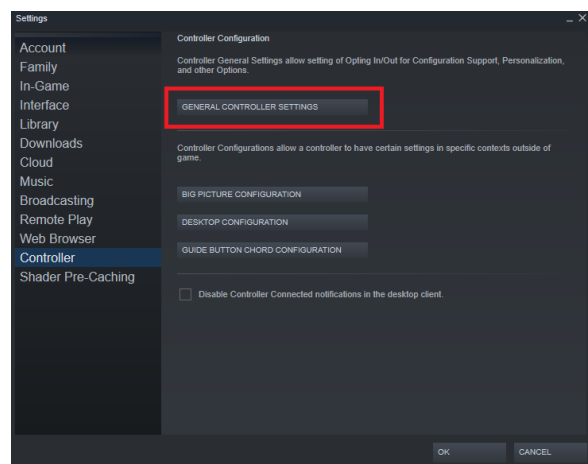 Settings
Account
Family
In-Game
Interface
Library
Downloads
Cloud
Music
Broadcasting
Remote Play
Web Browser
Controller
Shader Pre-Caching
Controller Configuration
Controller General Settings allow setting of Opting In/Out for Configuration Support, Personalization,
and other Options.
GENERAL CONTROLLER SETTINGS
Controller Configurations allow a controller to have certain settings in specific contexts outside of
game.
BIG PICTURE CONFIGURATION
DESKTOP CONFIGURATION
GUIDE BUTTON CHORD CONFIGURATION
Disable Controller Connected notifications in the desktop client.
OK
CANCEL